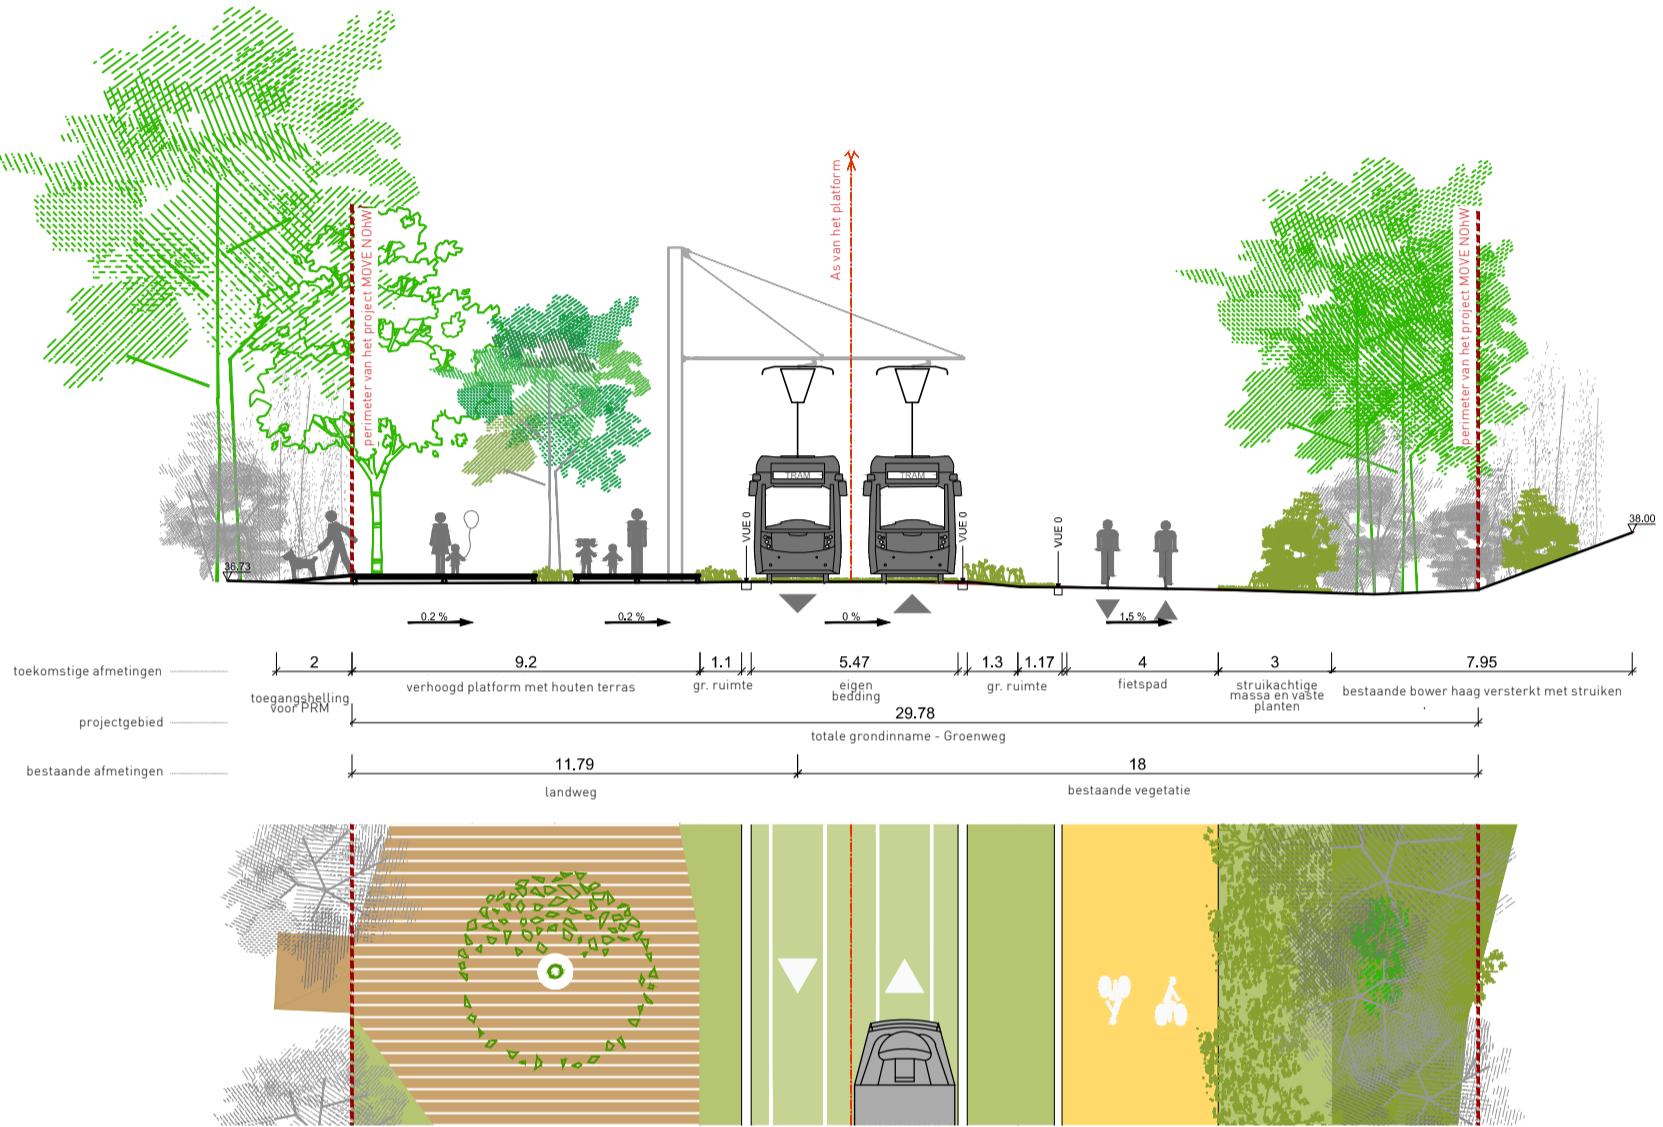 As van het platform
perimeter van het project MOVE NOhW
perimeter van het project MOVE NOhW
TRAM
TRAM
VUE 0
VUE 0
VUE 0
36.73
38.00
0.2 %
0.2 %
0 %
1.5 %
toekomstige afmetingen
2
9.2
1.1
5.47
1.3
1.17
4
3
7.95
toegangshelling
voor PRM
verhoogd platform met houten terras
gr. ruimte
eigen
bedding
gr. ruimte
fietspad
struikachtige
massa en vaste
planten
bestaande bower haag versterkt met struiken
projectgebied
29.78
totale grondinname - Groenweg
bestaande afmetingen
11.79
18
landweg
bestaande vegetatie